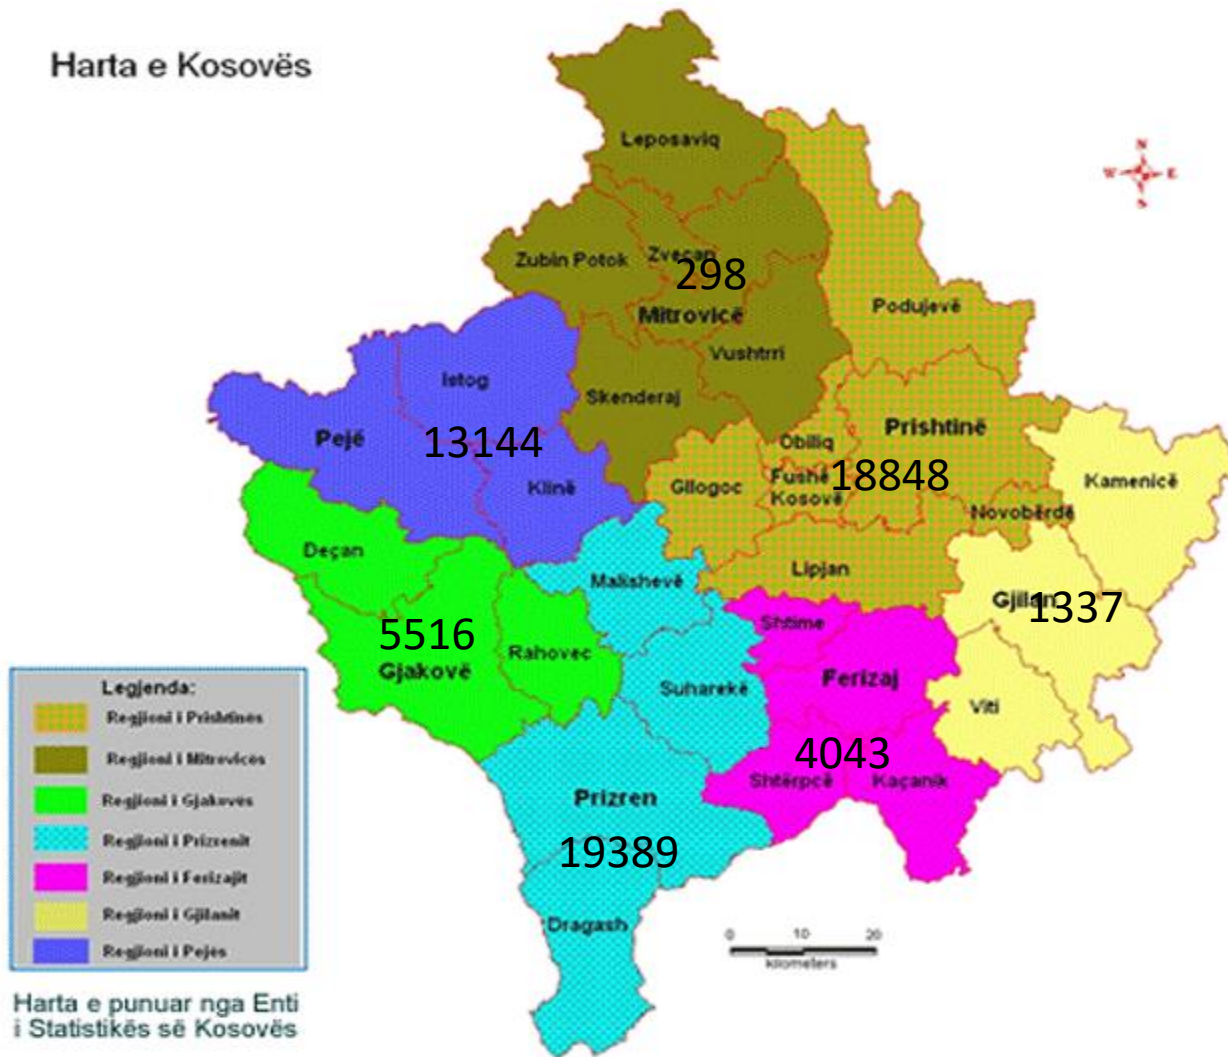 Harta e Kosovës
N
W E
S
Leposaviq
Zubin Potok
Zveçan
298
Mitrovicë
Podujevë
Vushtrri
Istog
Skenderaj
Pejë
13144
Klinë
Obiliq
Prishtinë
Gllogoc
Fushë
Kosovë
18848
Kamenicë
Novobërdë
Deçan
Malishevë
Lipjan
Gjilan
1337
5516
Gjakovë
Rahovec
Shtime
Suharekë
Ferizaj
Viti
4043
Shtërpcë
Kaçanik
Prizren
19389
Dragash
0 10 20
kilometers
Legjenda:
Regjioni i Prishtinës
Regjioni i Mitrovicës
Regjioni i Gjakovës
Regjioni i Prizrenit
Regjioni i Ferizajit
Regjioni i Gjilanit
Regjioni i Pejës
Harta e punuar nga Enti
i Statistikës së Kosovës